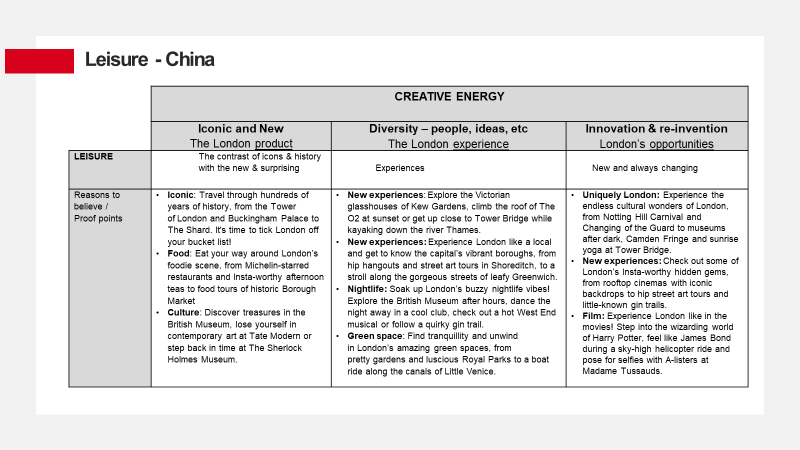 Leisure - China
CREATIVE ENERGY
Iconic and New
The London product
Diversity – people, ideas, etc
The London experience
Innovation & re-invention
London's opportunities
LEISURE
The contrast of icons & history
with the new & surprising
Experiences
New and always changing
Reasons to
believe /
Proof points
• Iconic: Travel through hundreds of
years of history, from the Tower
of London and Buckingham Palace to
The Shard. It's time to tick London off
your bucket list!
• Food: Eat your way around London's
foodie scene, from Michelin-starred
restaurants and Insta-worthy afternoon
teas to food tours of historic Borough
Market
• Culture: Discover treasures in the
British Museum, lose yourself in
contemporary art at Tate Modern or
step back in time at The Sherlock
Holmes Museum.
• New experiences: Explore the Victorian
glasshouses of Kew Gardens, climb the roof of The
O2 at sunset or get up close to Tower Bridge while
kayaking down the river Thames.
• New experiences: Experience London like a local
and get to know the capital's vibrant boroughs, from
hip hangouts and street art tours in Shoreditch, to a
stroll along the gorgeous streets of leafy Greenwich.
• Nightlife: Soak up London's buzzy nightlife vibes!
Explore the British Museum after hours, dance the
night away in a cool club, check out a hot West End
musical or follow a quirky gin trail.
• Green space: Find tranquillity and unwind
in London's amazing green spaces, from
pretty gardens and luscious Royal Parks to a boat
ride along the canals of Little Venice.
• Uniquely London: Experience the
endless cultural wonders of London,
from Notting Hill Carnival and
Changing of the Guard to museums
after dark, Camden Fringe and sunrise
yoga at Tower Bridge.
• New experiences: Check out some of
London's Insta-worthy hidden gems,
from rooftop cinemas with iconic
backdrops to hip street art tours and
little-known gin trails.
• Film: Experience London like in the
movies! Step into the wizarding world
of Harry Potter, feel like James Bond
during a sky-high helicopter ride and
pose for selfies with A-listers at
Madame Tussauds.